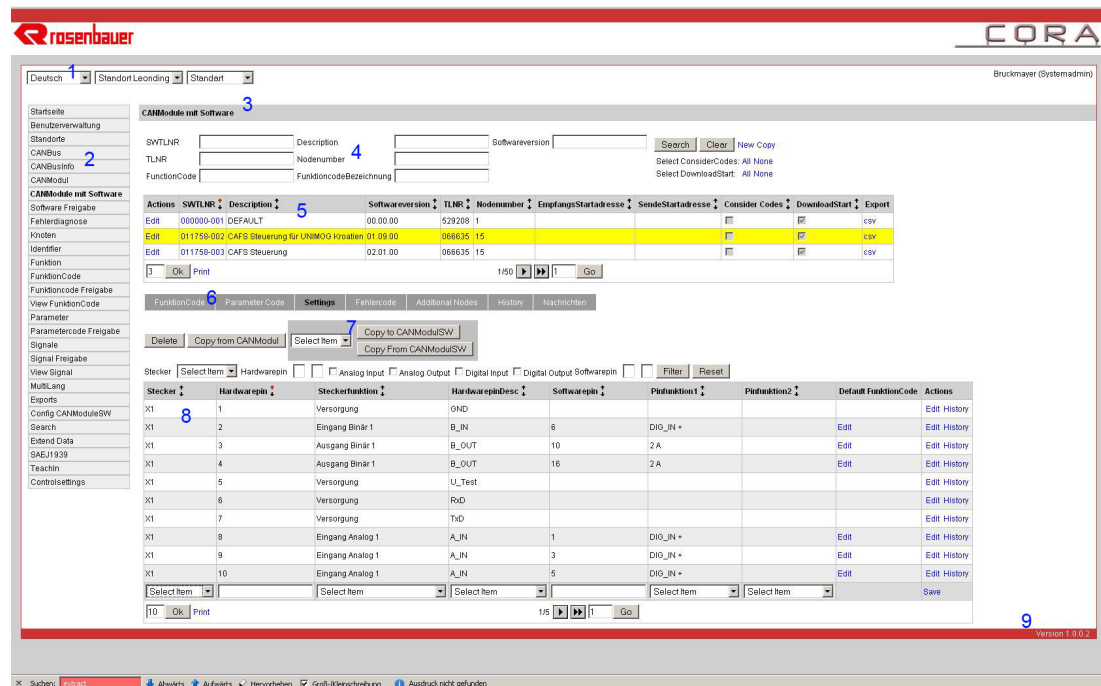 rosenbauer
CORA
Deutsch 1 Standort Leonding Standart
Bruckmayer (Systemadmin)
Startseite
Benutzerverwaltung
Standorte
CANBus
2
CANBusInfo
CANModul
CANModule mit Software
Software Freigabe
Fehlerdiagnose
Knoten
Identifier
Funktion
FunktionCode
Funktioncode Freigabe
View FunktionCode
Parameter
Parametercode Freigabe
Signale
Signal Freigabe
View Signal
MultiLang
Exports
Config CANModuleSW
Search
Extend Data
SAEJ1939
TeachIn
Controlsettings
CANModule mit Software 3
SWTLNR Description Softwareversion Search Clear New Copy
TLNR Nodenumber 4 Select ConsiderCodes: All None
FunctionCode FunktioncodeBezeichnung Select DownloadStart: All None
Actions SWTLNR Description 5 Softwareversion TLNR Nodenumber EmpfangsStartadresse SendeStartadresse Consider Codes DownloadStart Export
Edit 000000-001 DEFAULT 00.00.00 529208 1 csv
Edit 011758-002 CAFS Steuerung für UNIMOG Kroatien 01.09.00 066635 15 csv
Edit 011758-003 CAFS Steuerung 02.01.00 066635 15 csv
3 Ok Print 1/50 1 Go
FunktionCode 6 Parameter Code Settings Fehlercode Additional Nodes History Nachrichten
7
Delete Copy from CANModul Select Item Copy to CANModulSW
Copy From CANModulSW
Stecker Select Item Hardwarepin Analog Input Analog Output Digital Input Digital Output Softwarepin Filter Reset
Stecker Hardwarepin Steckerfunktion HardwarepinDesc Softwarepin Pinfunktion1 Pinfunktion2 Default FunktionCode Actions
X1 8 1 Versorgung GND Edit History
X1 2 Eingang Binär 1 B_IN 6 DIG_IN + Edit Edit History
X1 3 Ausgang Binär 1 B_OUT 10 2 A Edit Edit History
X1 4 Ausgang Binär 1 B_OUT 16 2 A Edit Edit History
X1 5 Versorgung U_Test Edit History
X1 6 Versorgung RxD Edit History
X1 7 Versorgung TxD Edit History
X1 8 Eingang Analog 1 A_IN 1 DIG_IN + Edit Edit History
X1 9 Eingang Analog 1 A_IN 3 DIG_IN + Edit Edit History
X1 10 Eingang Analog 1 A_IN 5 DIG_IN + Edit Edit History
Select Item Select Item Select Item Select Item Select Item Save
10 Ok Print 1/5 1 Go
9
Version 1.0.0.2
× Suchen: extract Abwärts Aufwärts Hervorheben Groß-/Kleinschreibung Ausdruck nicht gefunden